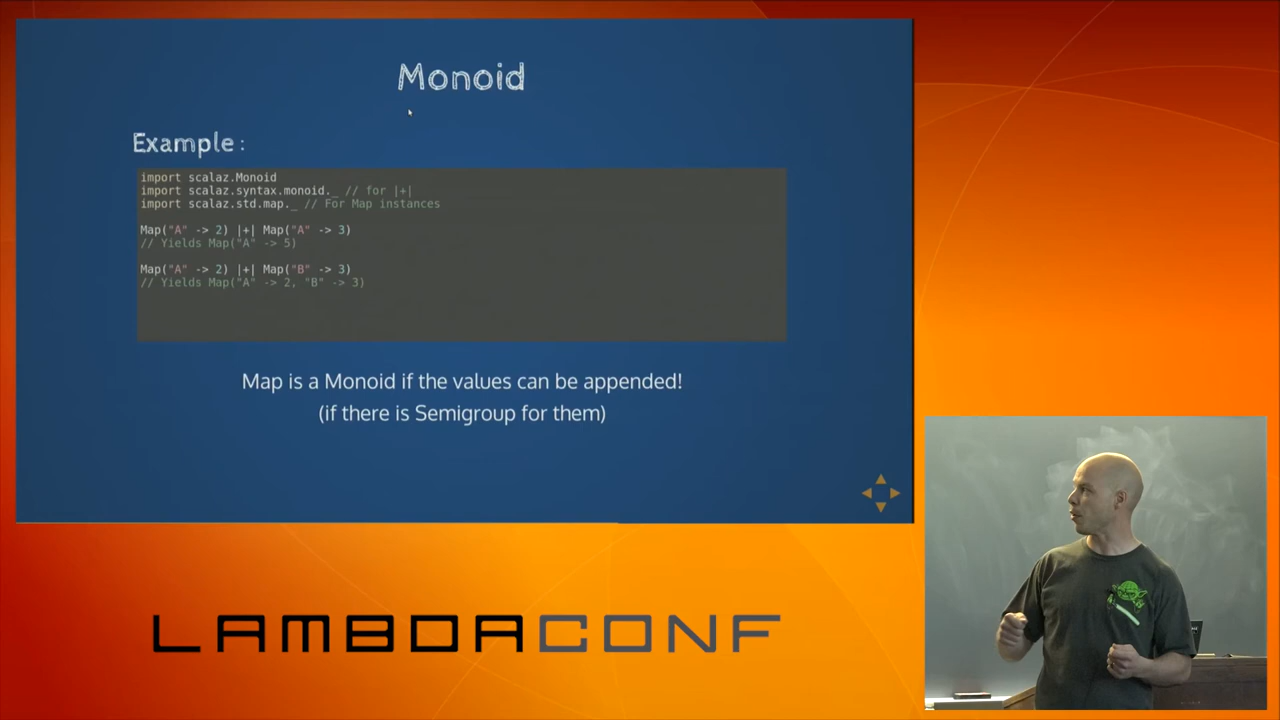 Monoid
Example:
import scalaz.Monoid
import scalaz.syntax.monoid._ // for |+|
import scalaz.std.map._ // For Map instances
Map("A" -> 2) |+| Map("A" -> 3)
// Yields Map("A" -> 5)
Map("A" -> 2) |+| Map("B" -> 3)
// Yields Map("A" -> 2, "B" -> 3)
Map is a Monoid if the values can be appended!
(if there is Semigroup for them)
LAMBDACONF